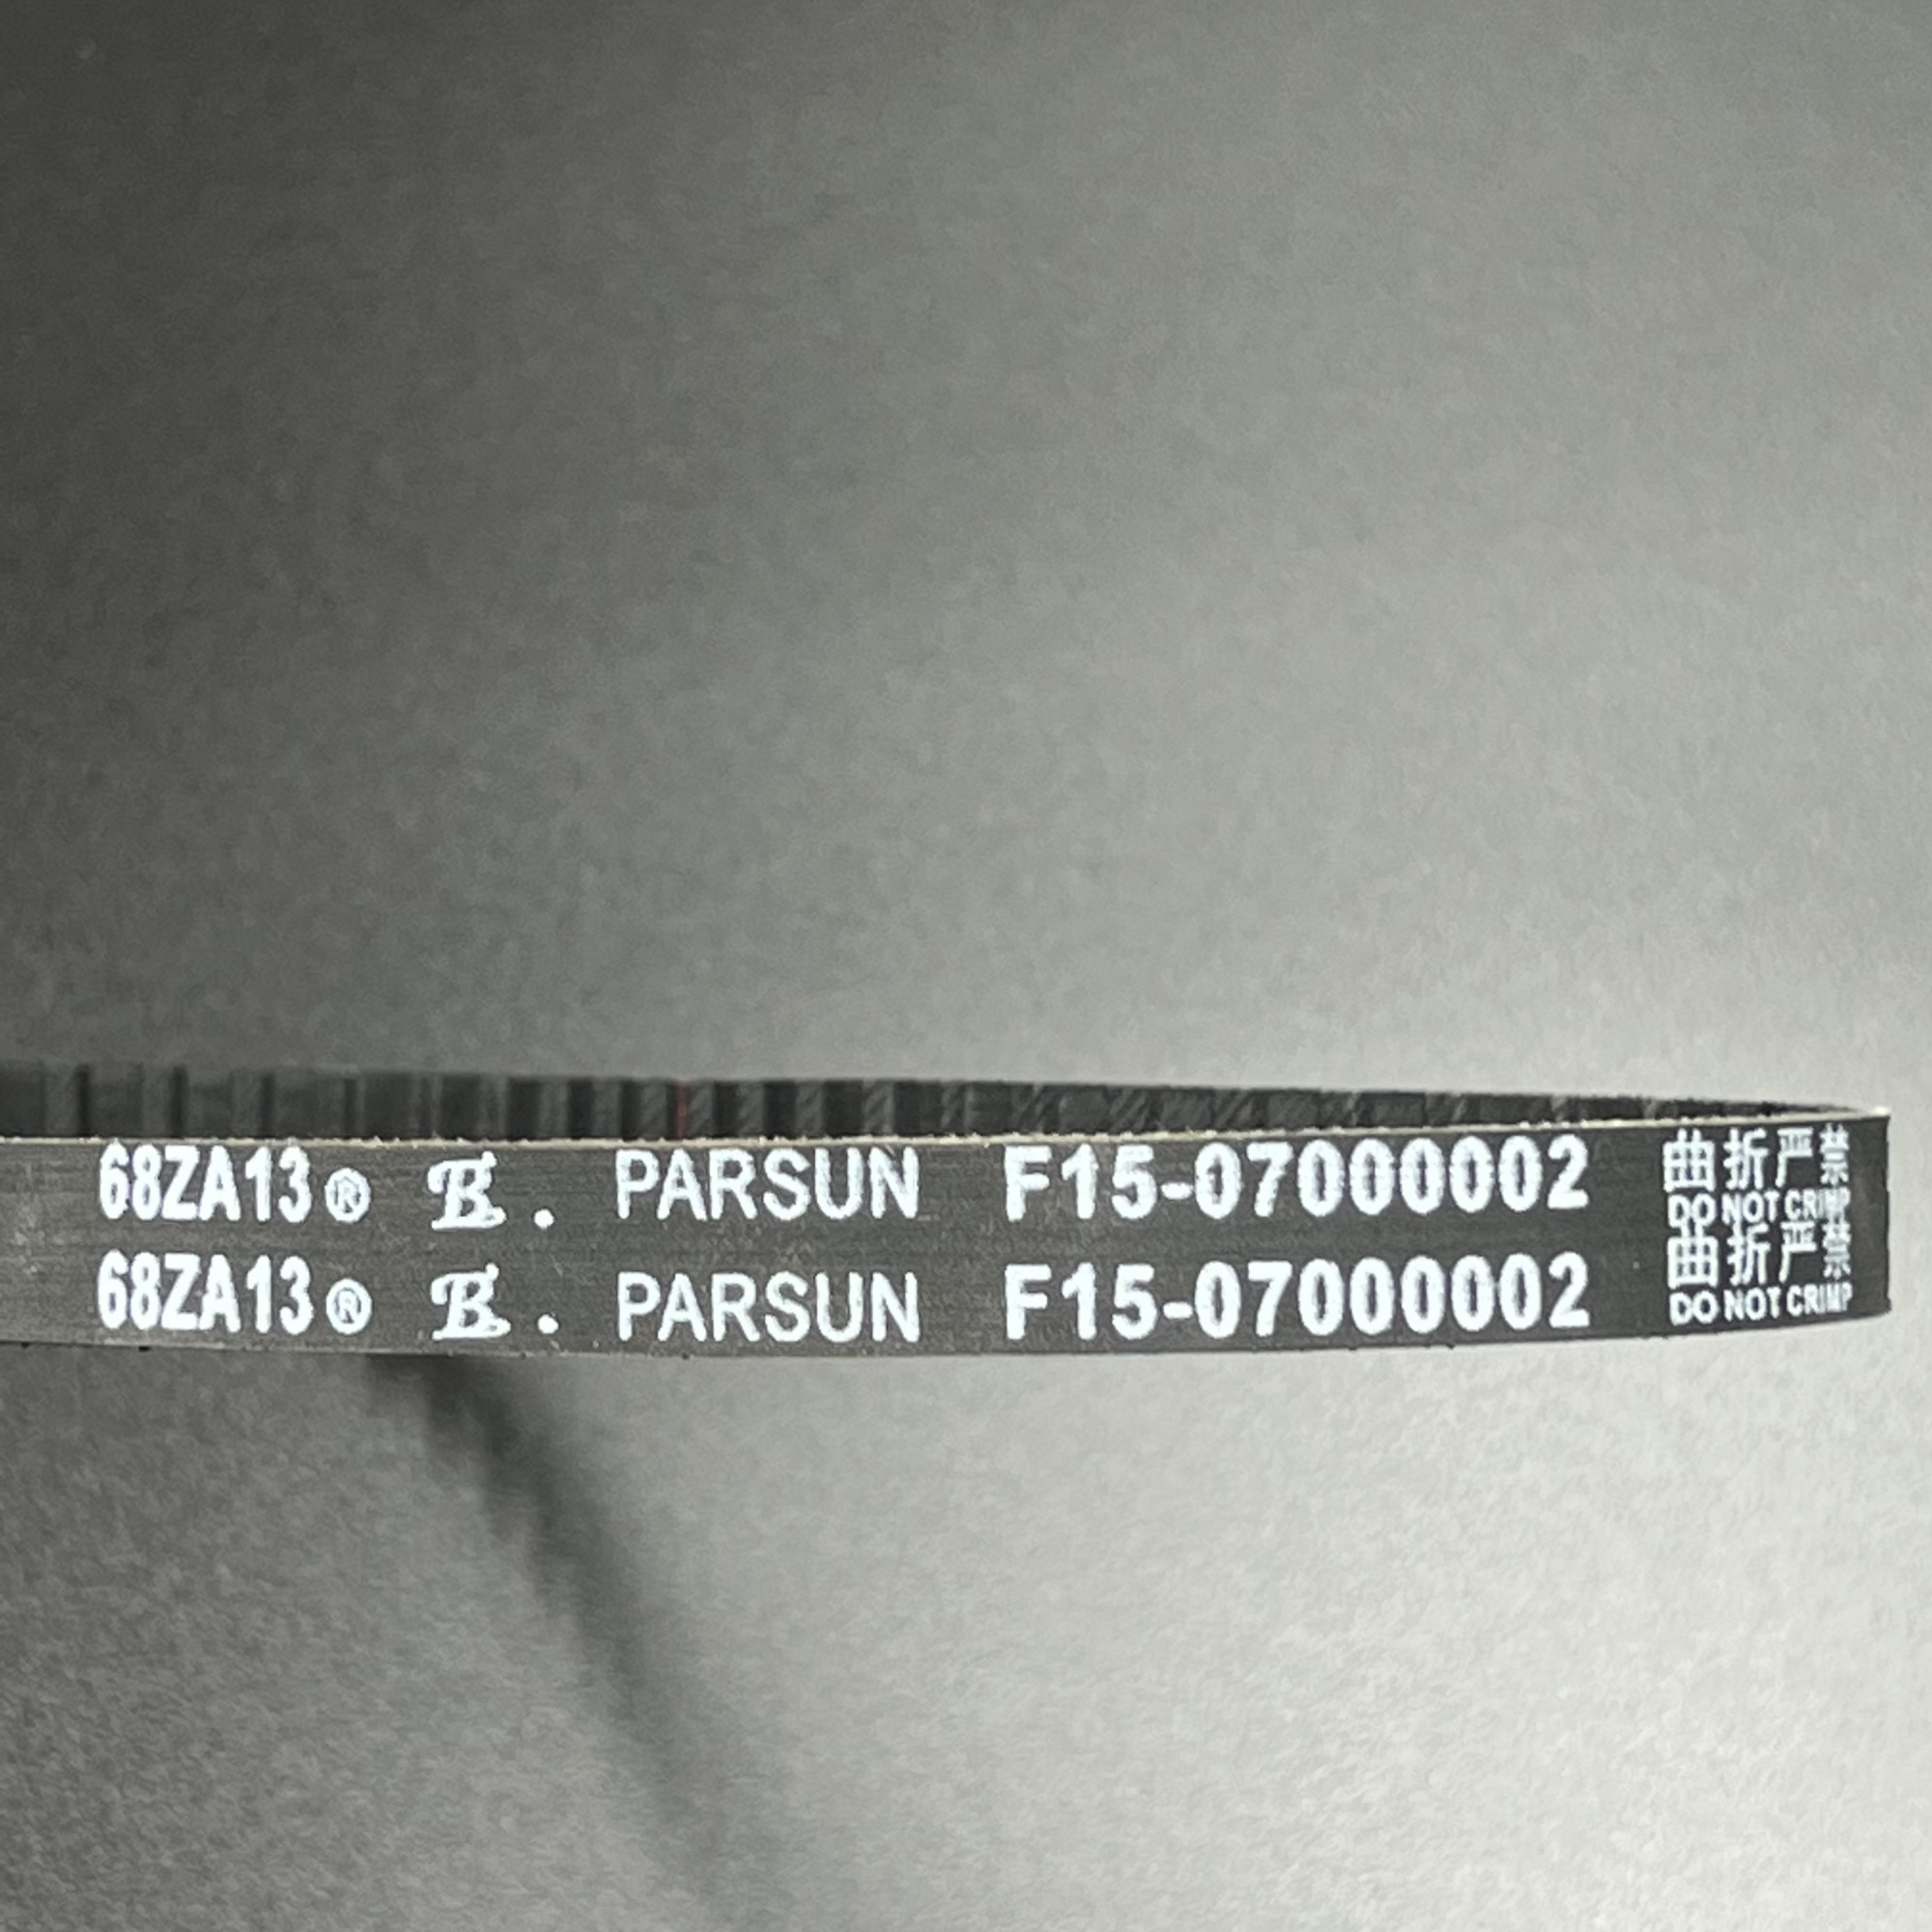 68ZA13® B. PARSUN F15-07000002 曲折严禁
DO NOT CRIMP
68ZA13® B. PARSUN F15-07000002 曲折严禁
DO NOT CRIMP